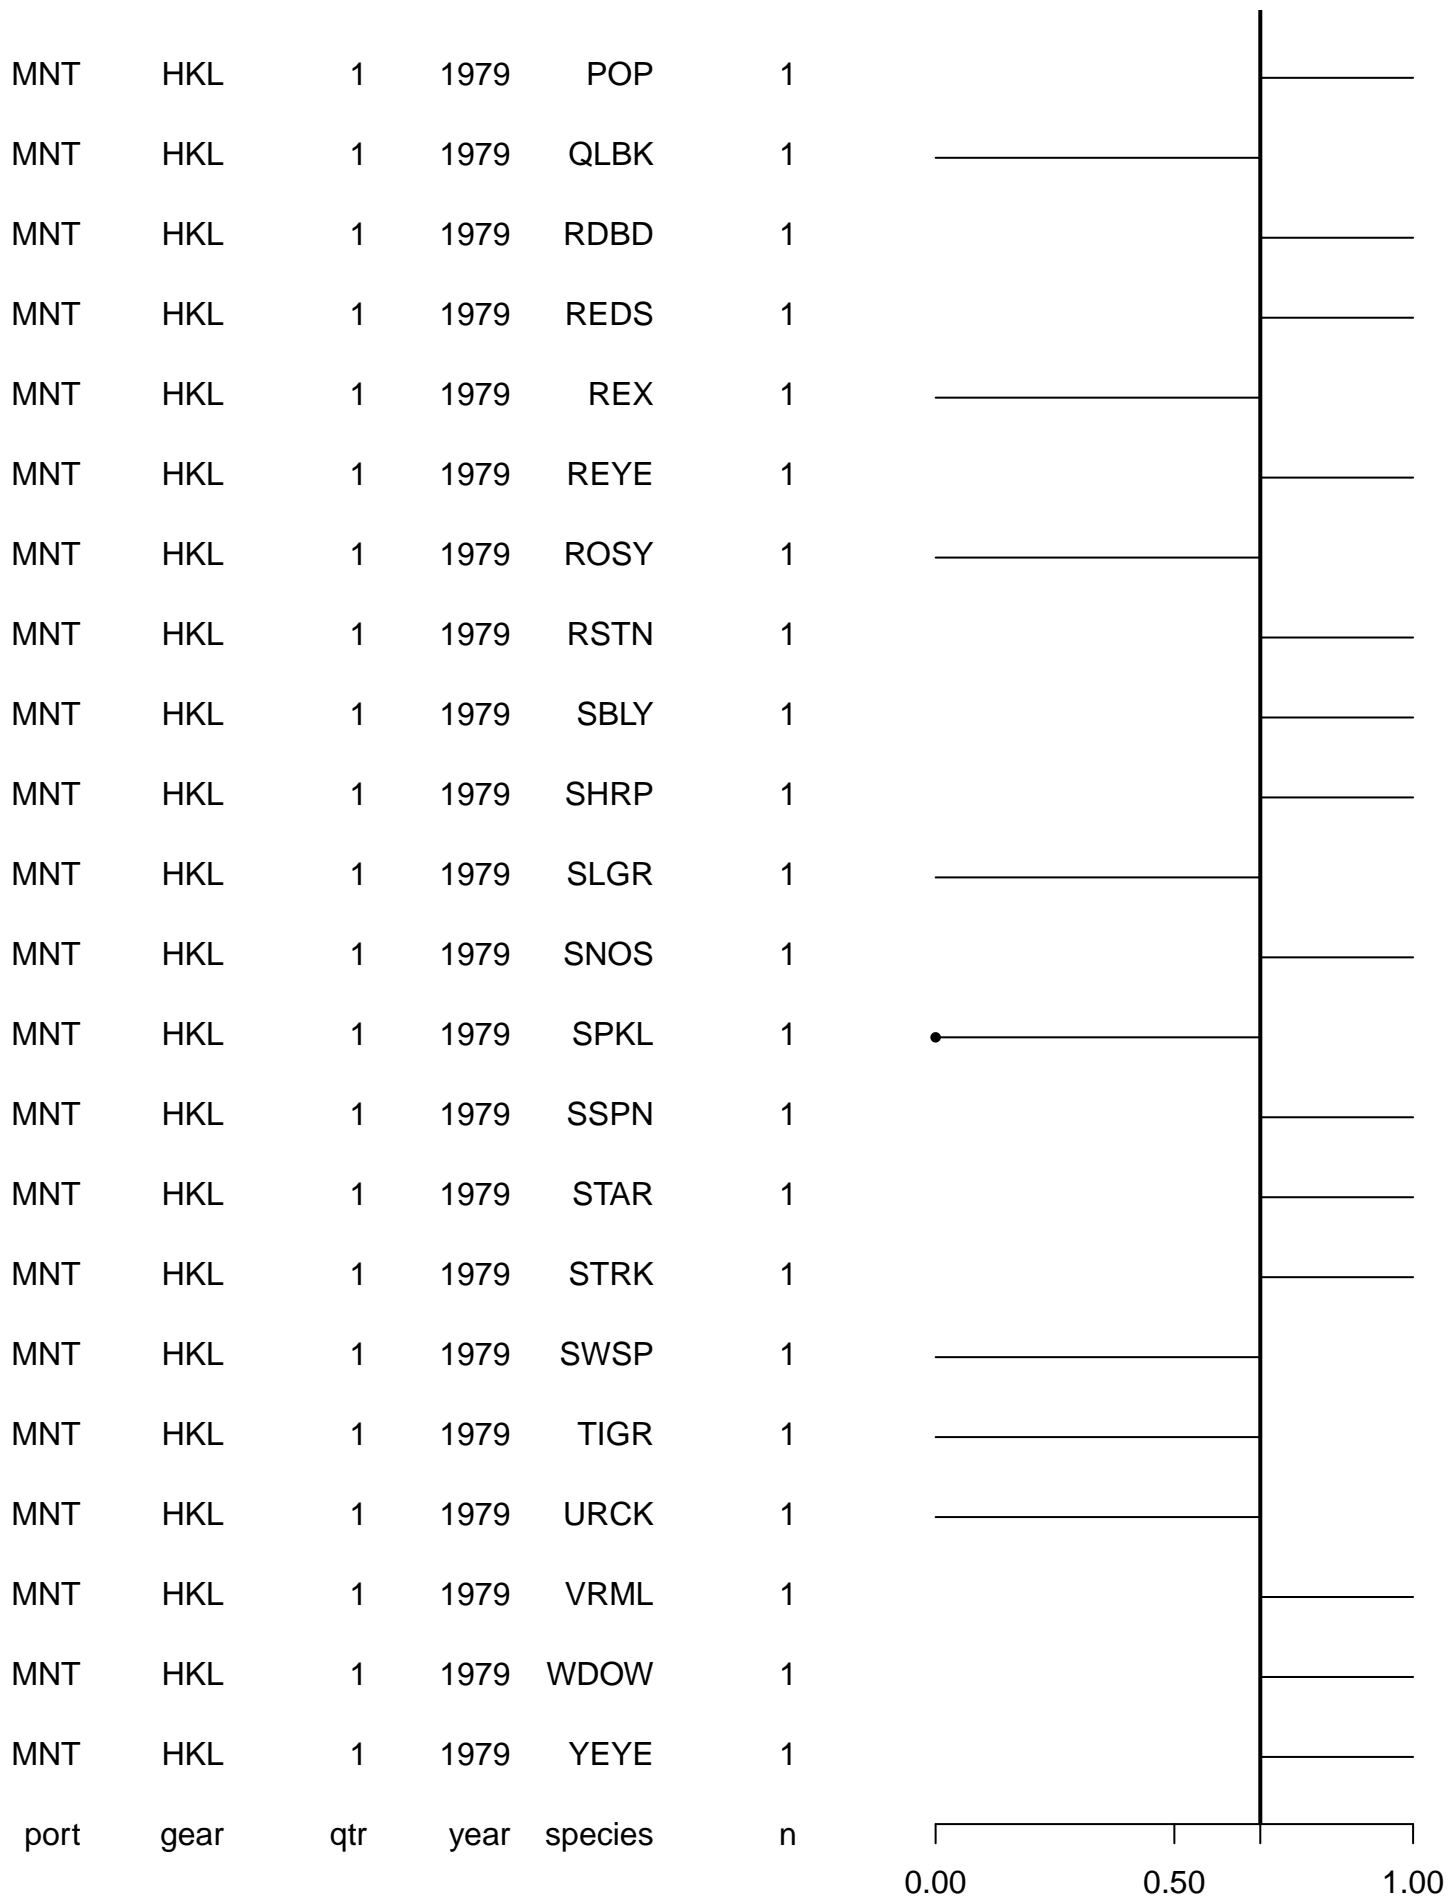 MNT HKL 1 1979 POP 1
MNT HKL 1 1979 QLBK 1
MNT HKL 1 1979 RDBD 1
MNT HKL 1 1979 REDS 1
MNT HKL 1 1979 REX 1
MNT HKL 1 1979 REYE 1
MNT HKL 1 1979 ROSY 1
MNT HKL 1 1979 RSTN 1
MNT HKL 1 1979 SBLY 1
MNT HKL 1 1979 SHRP 1
MNT HKL 1 1979 SLGR 1
MNT HKL 1 1979 SNOS 1
MNT HKL 1 1979 SPKL 1
MNT HKL 1 1979 SSPN 1
MNT HKL 1 1979 STAR 1
MNT HKL 1 1979 STRK 1
MNT HKL 1 1979 SWSP 1
MNT HKL 1 1979 TIGR 1
MNT HKL 1 1979 URCK 1
MNT HKL 1 1979 VRML 1
MNT HKL 1 1979 WDOW 1
MNT HKL 1 1979 YEYE 1
port gear qtr year species n
0.00 0.50 1.00